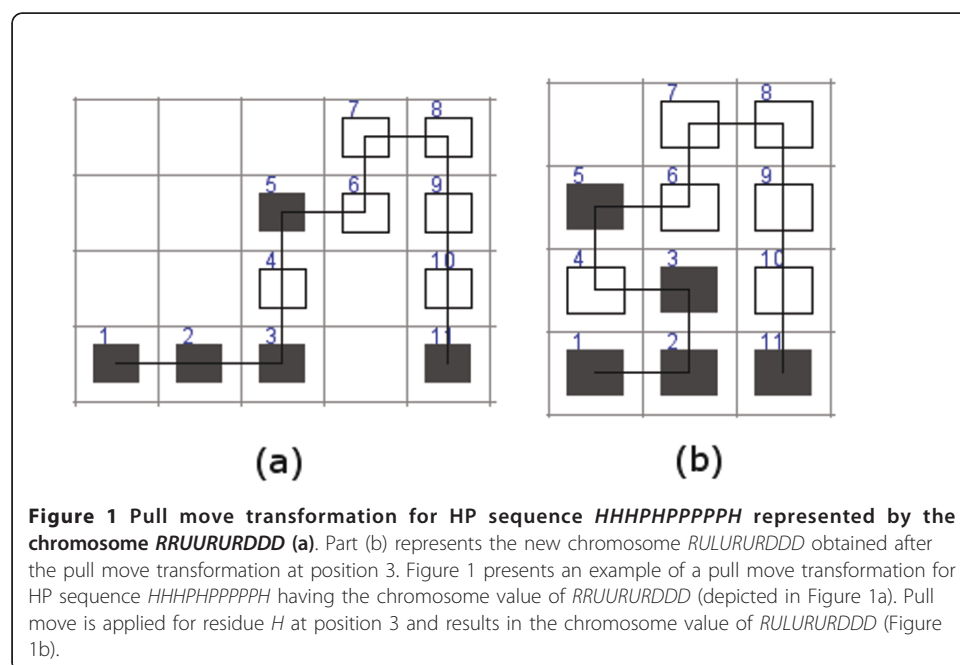 7 8
5 6 9
4 10
1 2 3 11
(a)
7 8
5 6 9
4 3 10
1 2 11
(b)
Figure 1 Pull move transformation for HP sequence HHHPHPPPPPH represented by the
chromosome RRUURURDDD (a). Part (b) represents the new chromosome RULURURDDD obtained after
the pull move transformation at position 3. Figure 1 presents an example of a pull move transformation for
HP sequence HHHPHPPPPPH having the chromosome value of RRUURURDDD (depicted in Figure 1a). Pull
move is applied for residue H at position 3 and results in the chromosome value of RULURURDDD (Figure
1b).